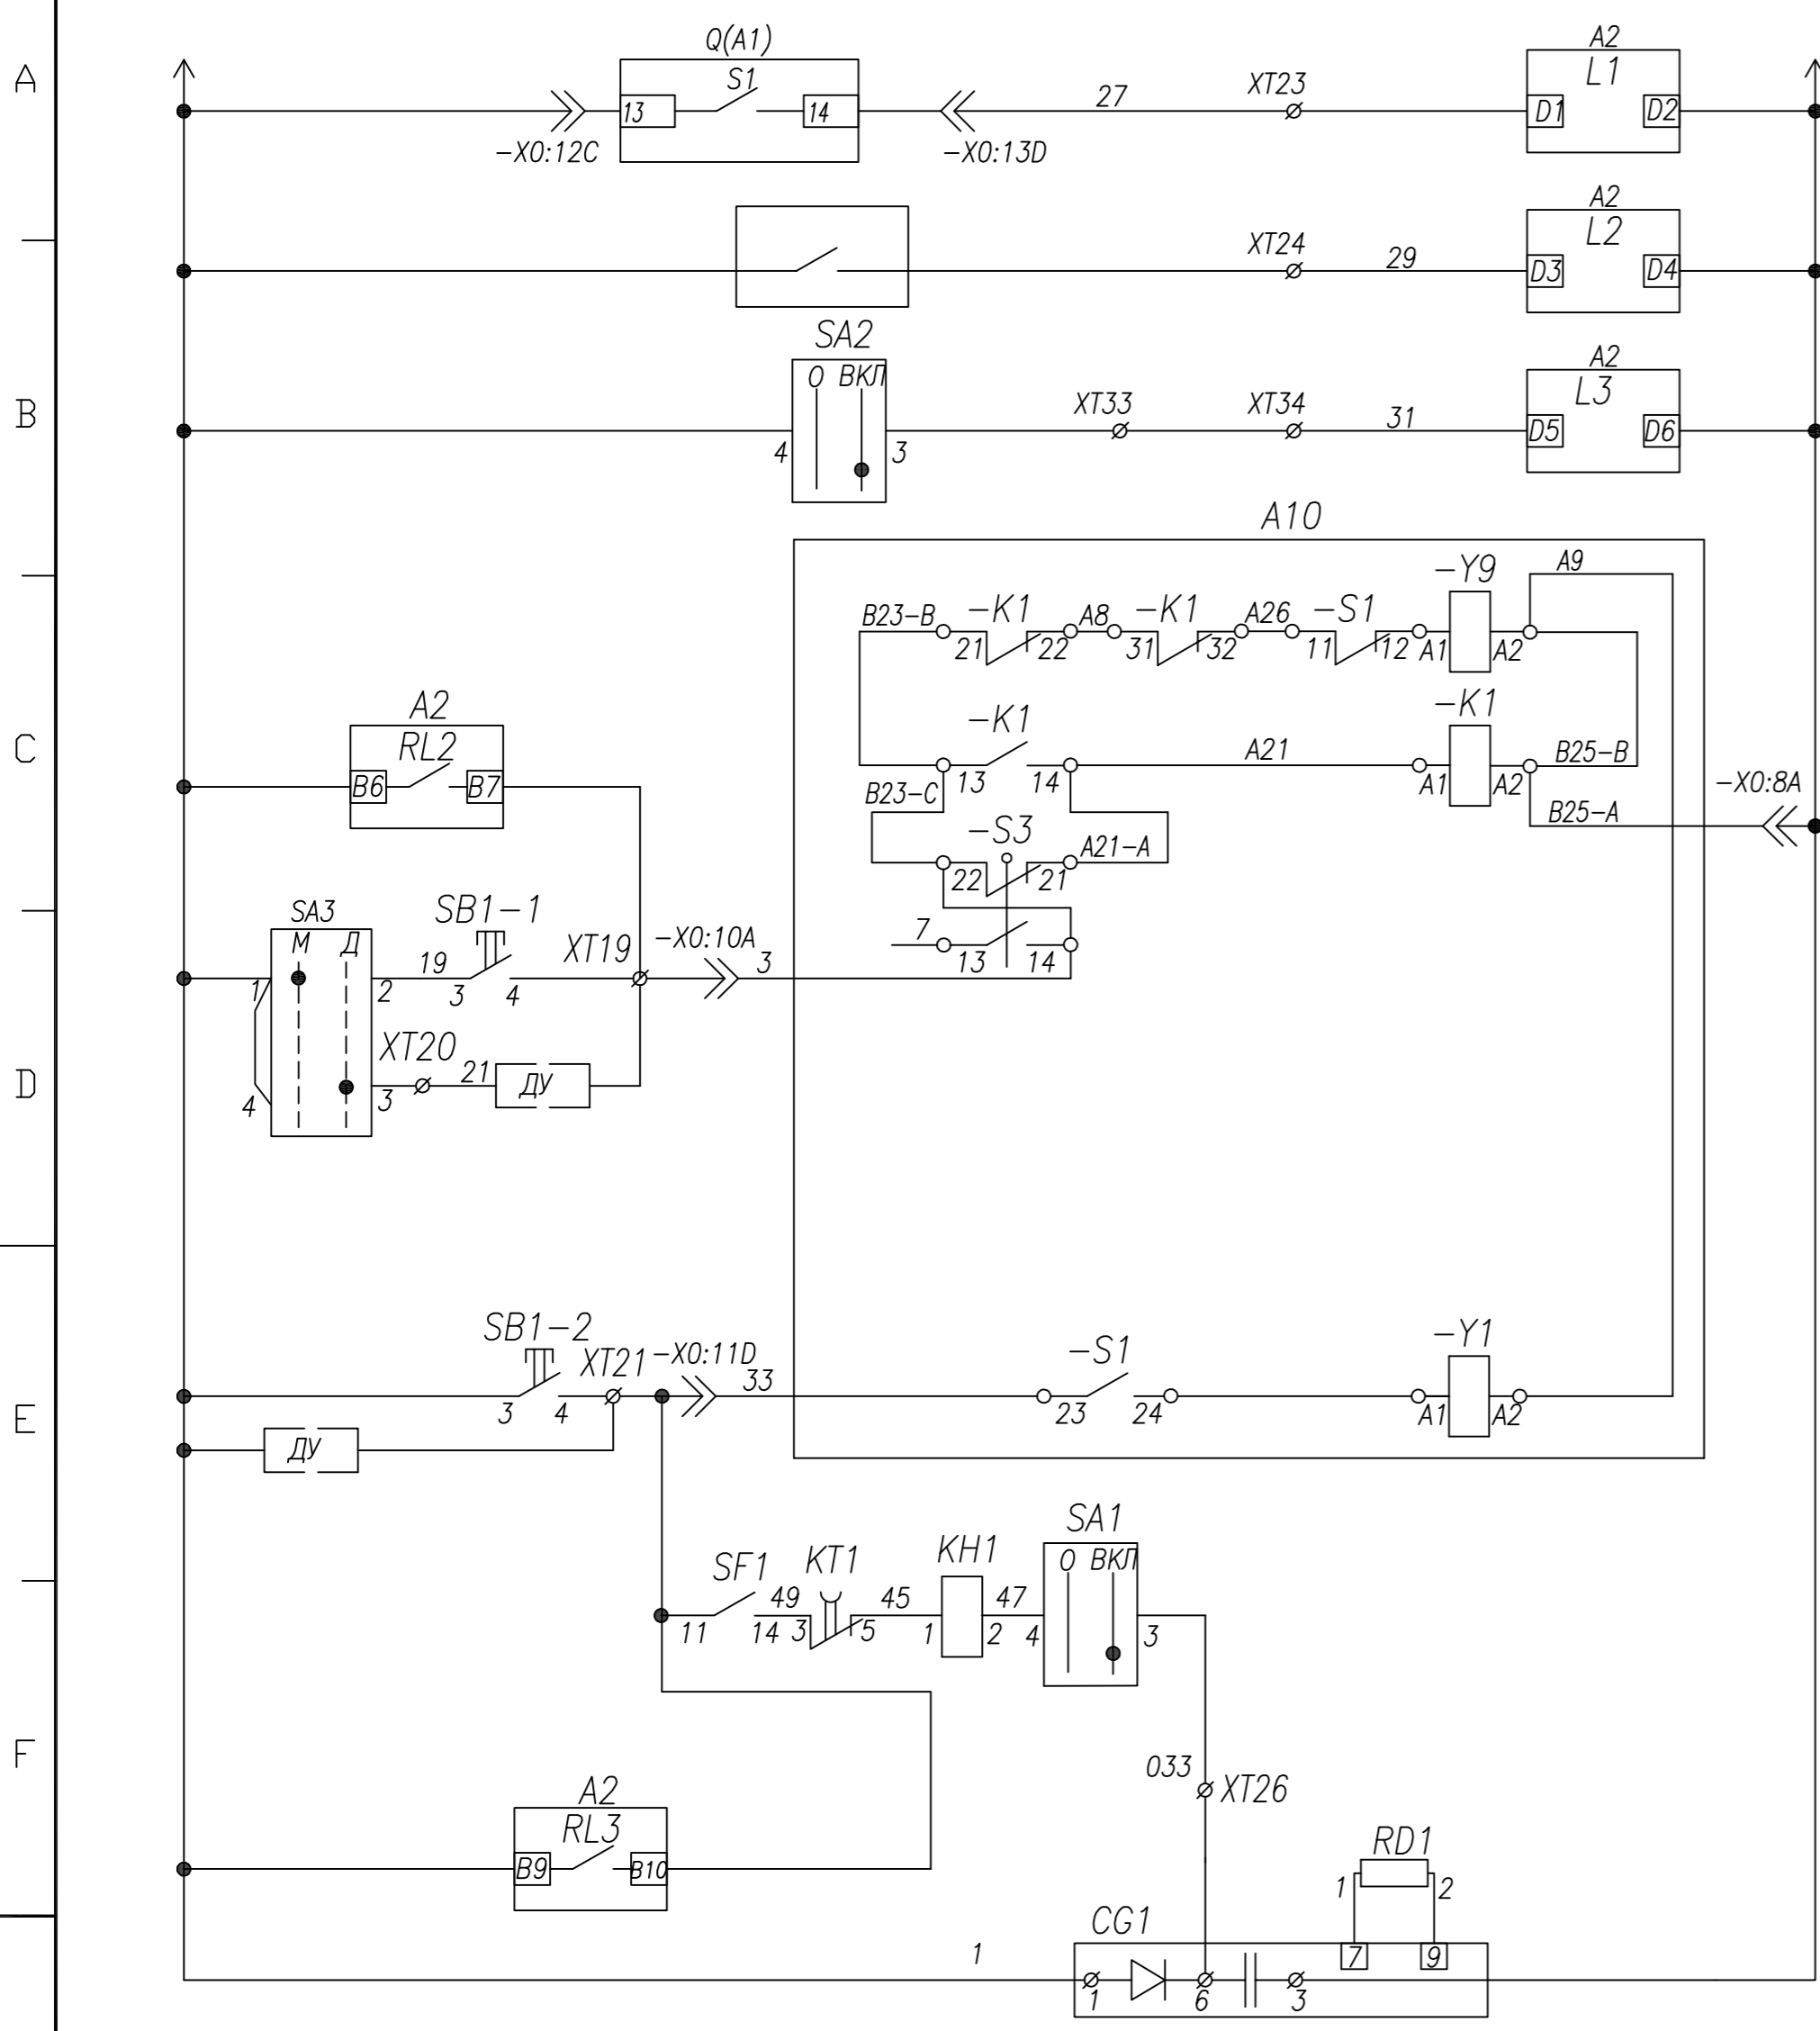 A
Q(A1)
S1
13
14
-X0:12C
-X0:13D
27
XT23
A2
L1
D1
D2
XT24
29
A2
L2
D3
D4
B
SA2
0 ВКЛ
4
3
XT33
XT34
31
A2
L3
D5
D6
A10
A9
B23-B
-K1
21
22
A8
-K1
31
32
A26
-S1
11
12
-Y9
A1
A2
C
A2
RL2
B6
B7
-K1
13
14
A21
-K1
A1
A2
B25-B
B25-A
-X0:8A
B23-C
-S3
22
21
A21-A
7
13
14
SA3
М Д
1
2
4
3
19
SB1-1
3
4
XT19
-X0:10A
3
D
XT20
21
ДУ
E
SB1-2
3
4
XT21
-X0:11D
33
-S1
23
24
-Y1
A1
A2
ДУ
SF1
11
14
49
KT1
3
5
45
KH1
1
2
47
SA1
0 ВКЛ
4
3
F
033
XT26
A2
RL3
B9
B10
RD1
1
2
CG1
7
9
1
1
6
3